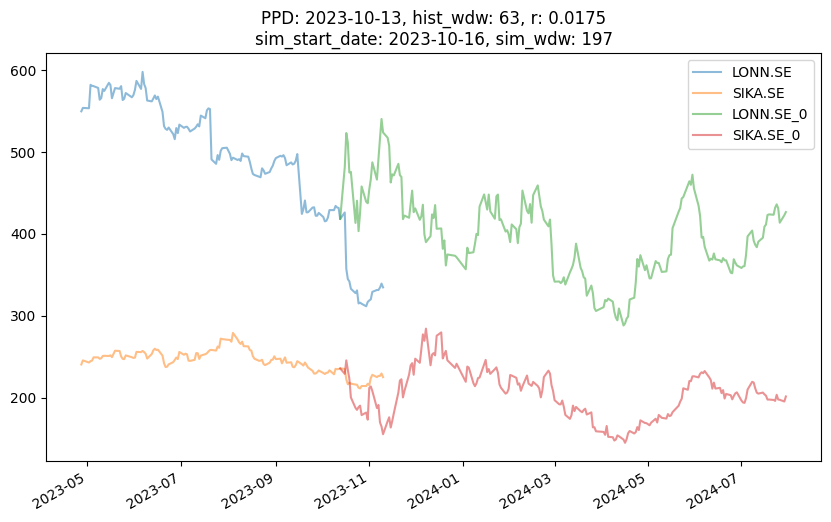 PPD: 2023-10-13, hist_wdw: 63, r: 0.0175
sim_start_date: 2023-10-16, sim_wdw: 197
LONN.SE
SIKA.SE
LONN.SE_0
SIKA.SE_0
600
500
400
300
200
2023-05
2023-07
2023-09
2023-11
2024-01
2024-03
2024-05
2024-07